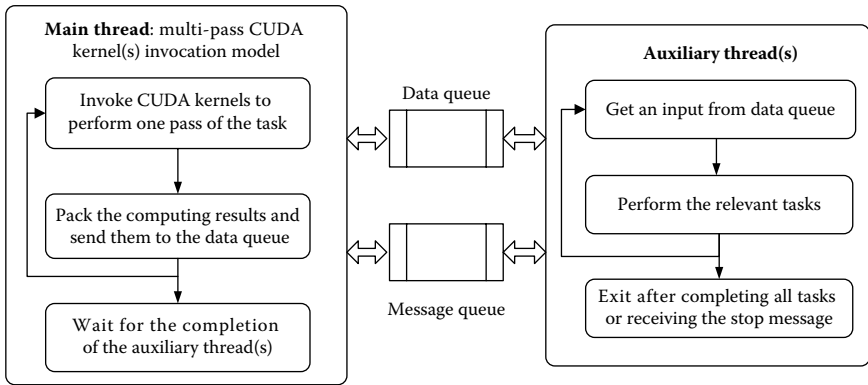 Main thread: multi-pass CUDA
kernel(s) invocation model
Invoke CUDA kernels to
perform one pass of the task
Pack the computing results and
send them to the data queue
Wait for the completion
of the auxiliary thread(s)
Data queue
Message queue
Auxiliary thread(s)
Get an input from data queue
Perform the relevant tasks
Exit after completing all tasks
or receiving the stop message